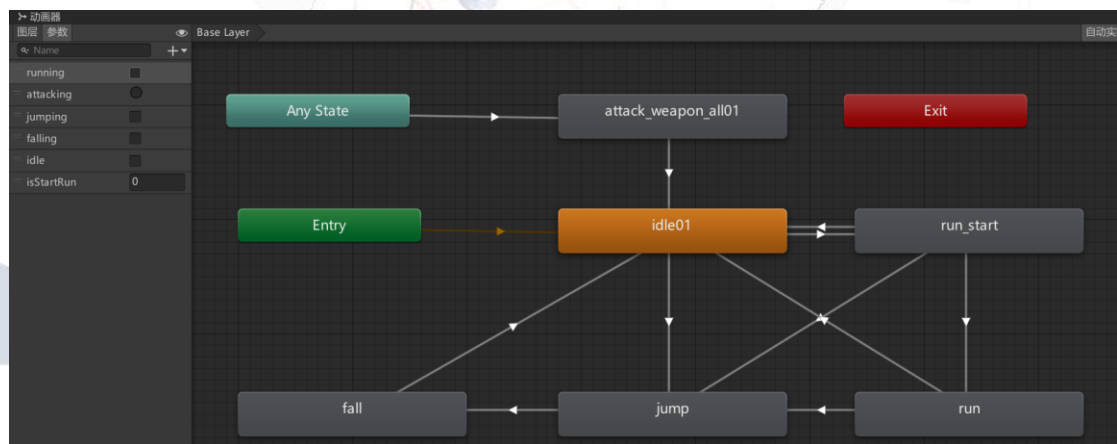 动画器
图层 参数 Base Layer 自动实
Name
running
attacking
jumping
falling
idle
isStartRun 0
Any State
attack_weapon_all01
Exit
Entry
idle01
run_start
fall
jump
run